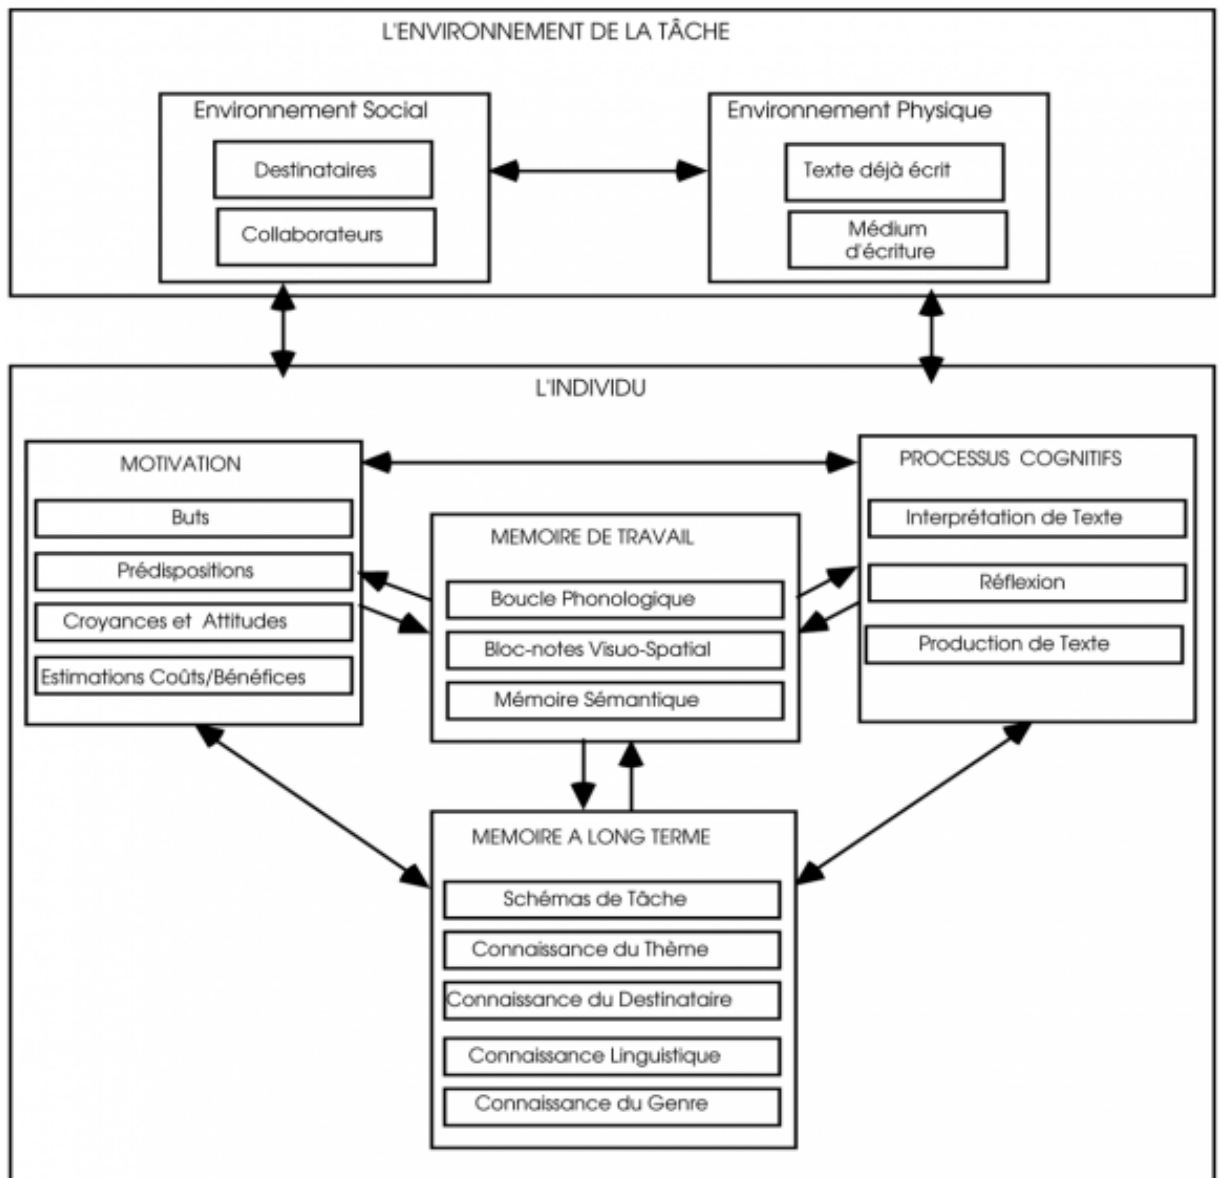 L'ENVIRONNEMENT DE LA TÂCHE
Environnement Social
Destinataires
Collaborateurs
Environnement Physique
Texte déjà écrit
Médium
d'écriture
L'INDIVIDU
MOTIVATION
Buts
Prédispositions
Croyances et Attitudes
Estimations Coûts/Bénéfices
MEMOIRE DE TRAVAIL
Boucle Phonologique
Bloc-notes Visuo-Spatial
Mémoire Sémantique
PROCESSUS COGNITIFS
Interprétation de Texte
Réflexion
Production de Texte
MEMOIRE A LONG TERME
Schémas de Tâche
Connaissance du Thème
Connaissance du Destinataire
Connaissance Linguistique
Connaissance du Genre